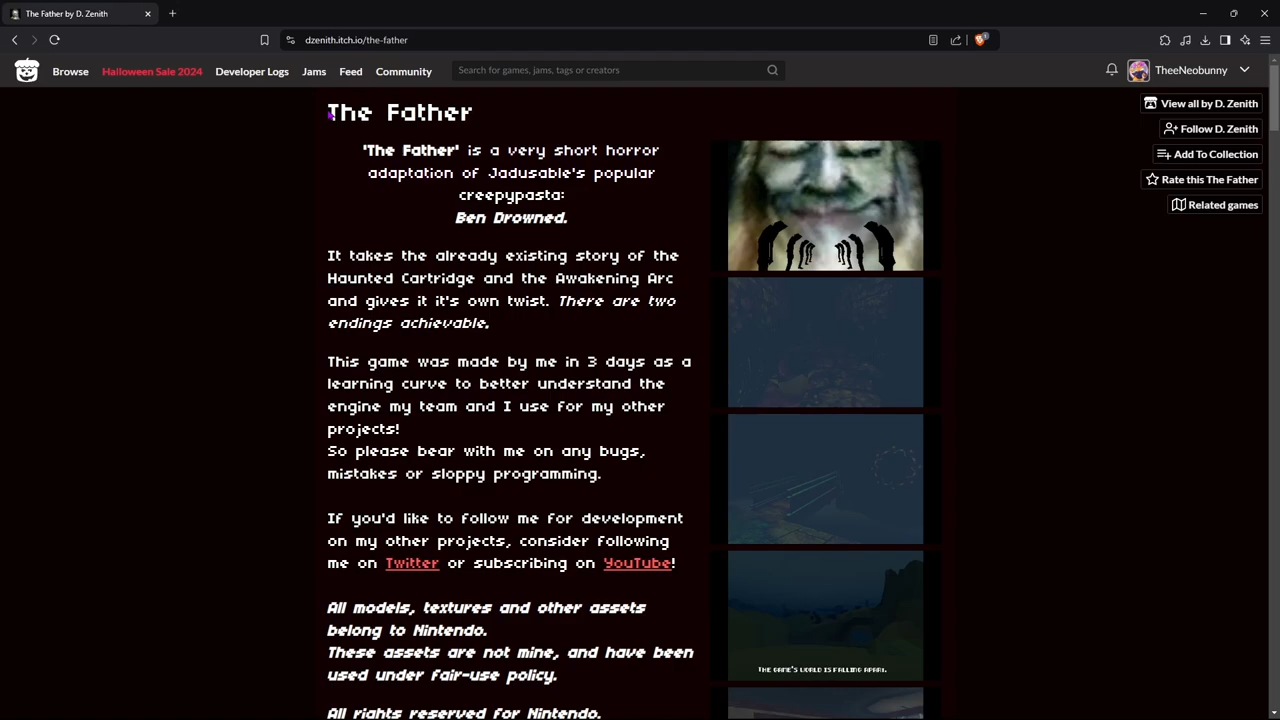 The Father by D. Zenith
dzenith.itch.io/the-father
1
Browse
Halloween Sale 2024
Developer Logs
Jams
Feed
Community
Search for games, jams, tags or creators
TheeNeobunny
View all by D. Zenith
Follow D. Zenith
Add To Collection
Rate this The Father
Related games
The Father
'The Father' is a very short horror
adaptation of Jadusable's popular
creepypasta:
Ben Drowned.
It takes the already existing story of the
Haunted Cartridge and the Awakening Arc
and gives it it's own twist. There are two
endings achievable.
This game was made by me in 3 days as a
learning curve to better understand the
engine my team and I use for my other
projects!
So please bear with me on any bugs,
mistakes or sloppy programming.
If you'd like to follow me for development
on my other projects, consider following
me on Twitter or subscribing on YouTube!
All models, textures and other assets
belong to Nintendo.
These assets are not mine, and have been
used under fair-use policy.
All rights reserved for Nintendo.
THE GAME'S WORLD IS FALLING APART.